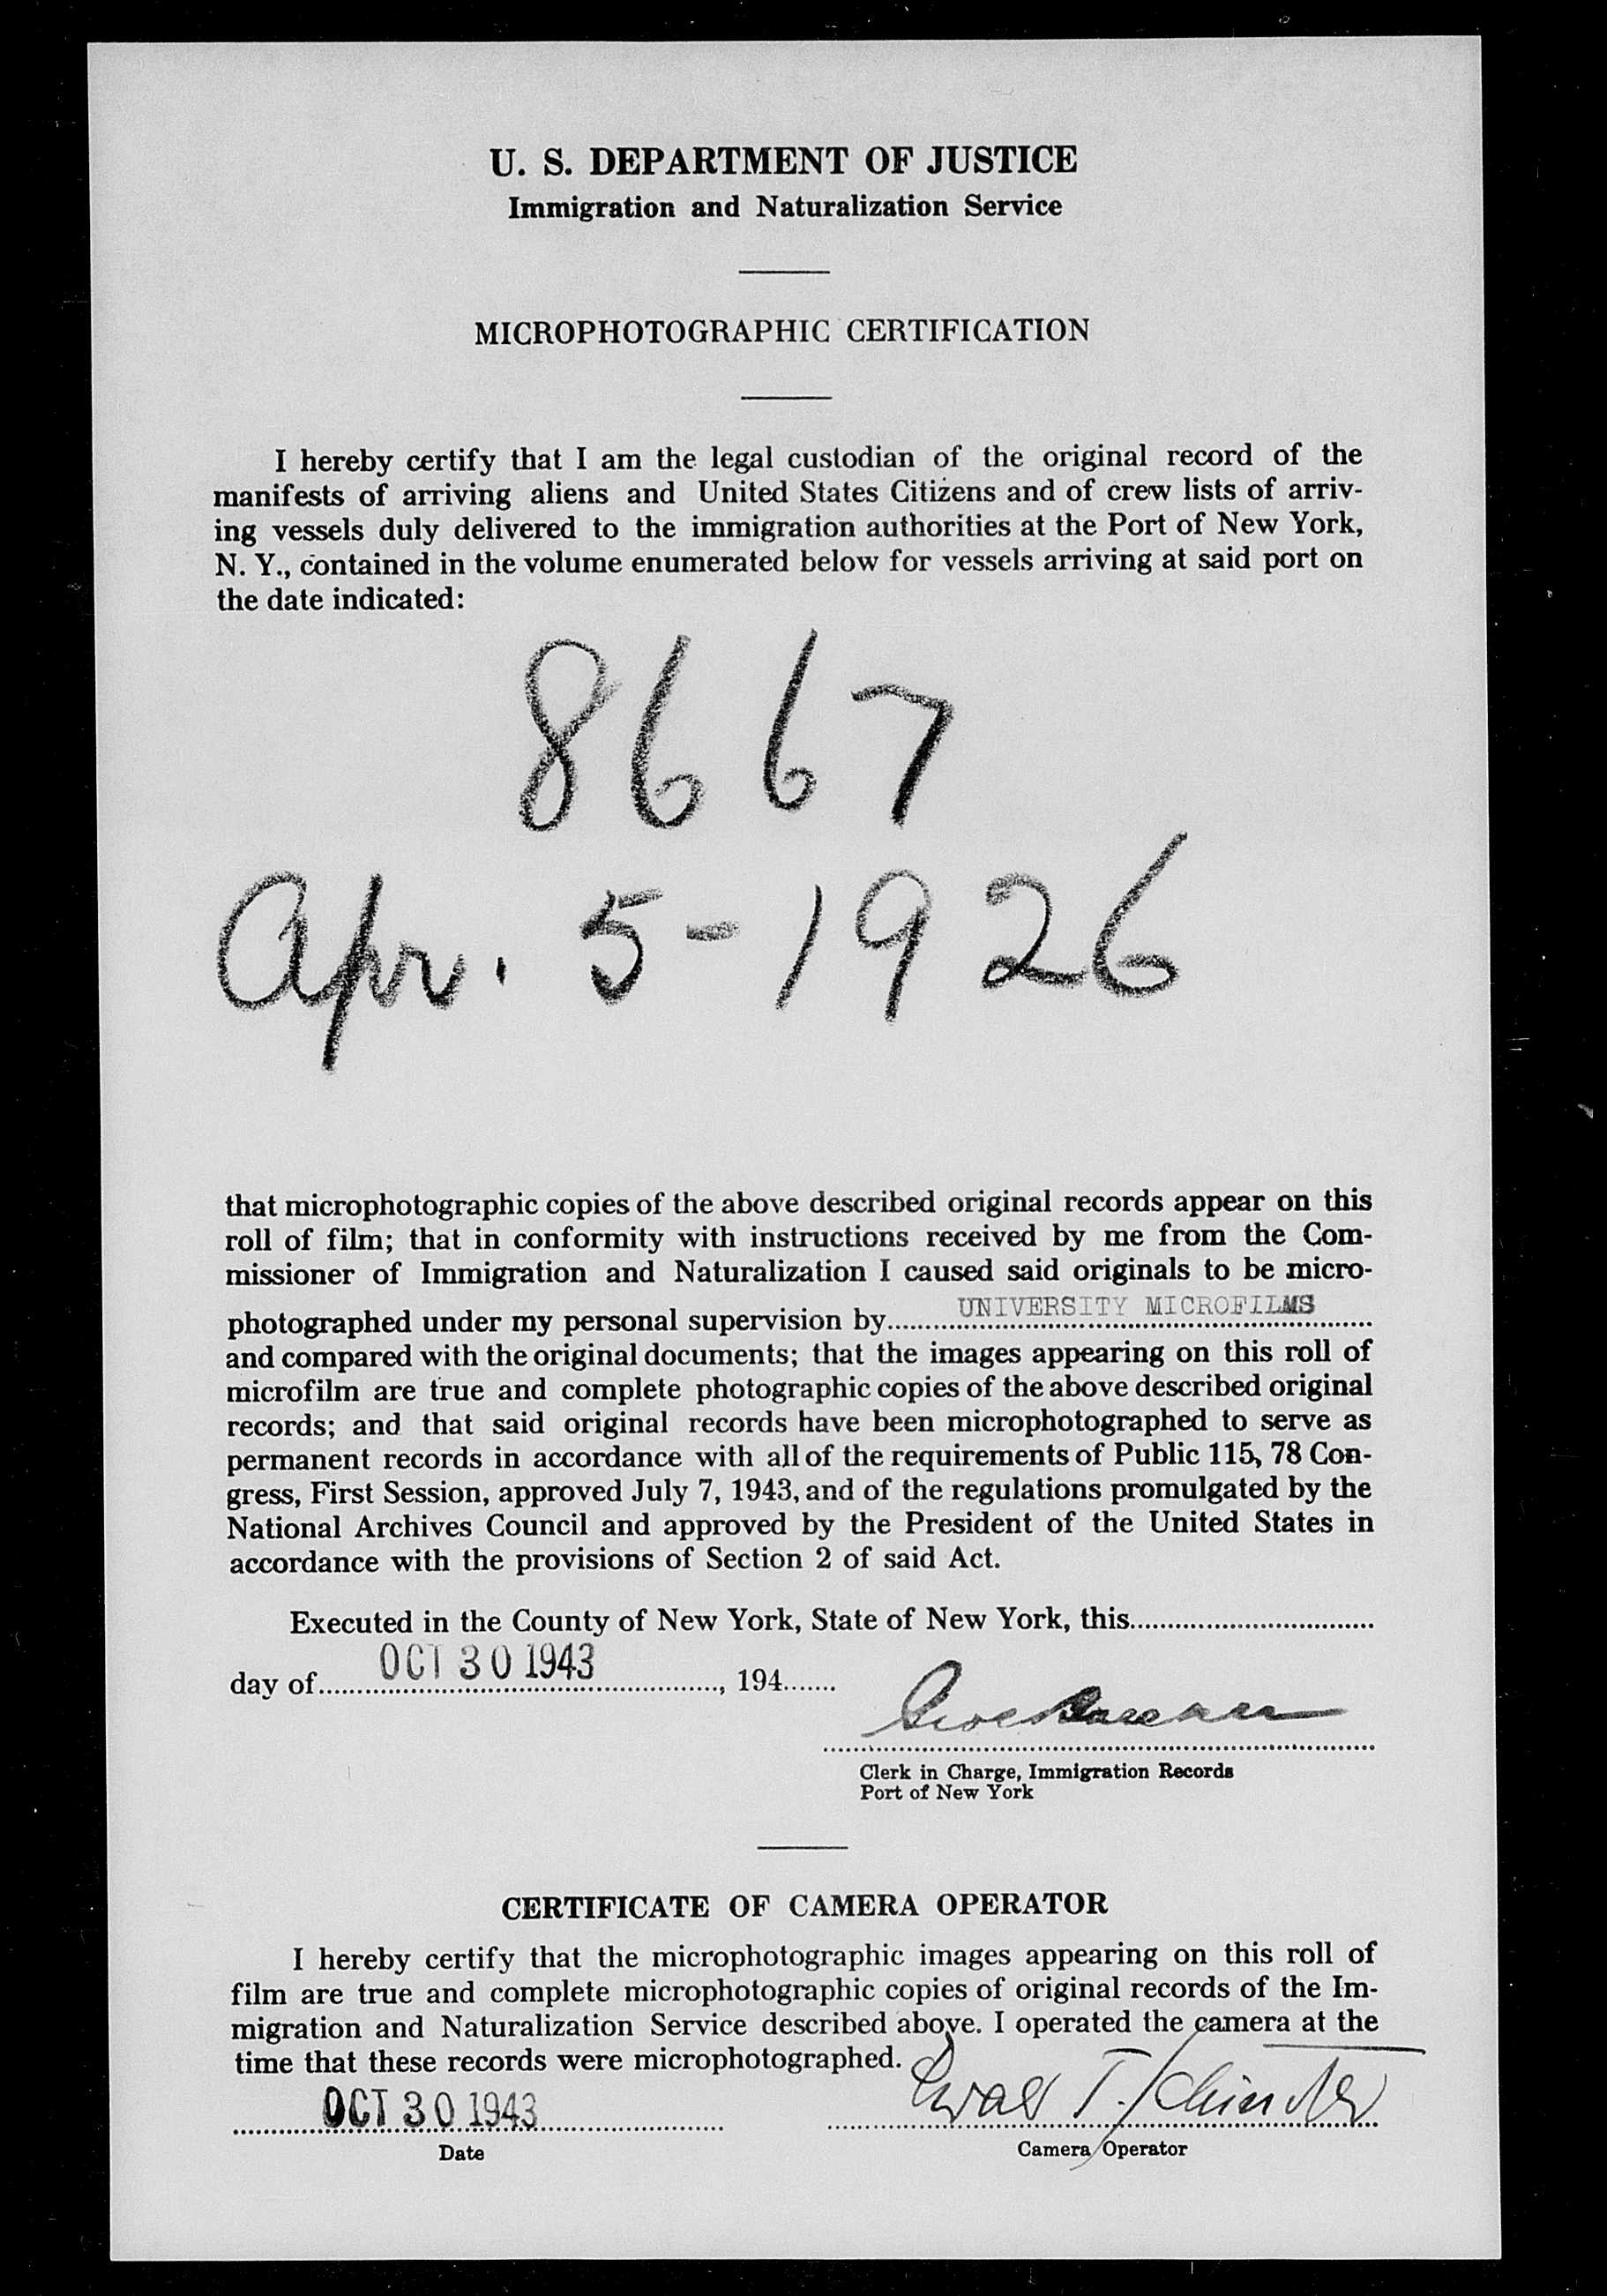 U. S. DEPARTMENT OF JUSTICE
Immigration and Naturalization Service
MICROPHOTOGRAPHIC CERTIFICATION
I hereby certify that I am the legal custodian of the original record of the
manifests of arriving aliens and United States Citizens and of crew lists of arriv-
ing vessels duly delivered to the immigration authorities at the Port of New York,
N. Y., contained in the volume enumerated below for vessels arriving at said port on
the date indicated:
8667
Apr. 5-1926
that microphotographic copies of the above described original records appear on this
roll of film; that in conformity with instructions received by me from the Com-
missioner of Immigration and Naturalization I caused said originals to be micro-
photographed under my personal supervision by UNIVERSITY MICROFILMS
and compared with the original documents; that the images appearing on this roll of
microfilm are true and complete photographic copies of the above described original
records; and that said original records have been microphotographed to serve as
permanent records in accordance with all of the requirements of Public 115, 78 Con-
gress, First Session, approved July 7, 1943, and of the regulations promulgated by the
National Archives Council and approved by the President of the United States in
accordance with the provisions of Section 2 of said Act.
Executed in the County of New York, State of New York, this
day of OCT 30 1943, 194
Clerk in Charge, Immigration Records
Port of New York
CERTIFICATE OF CAMERA OPERATOR
I hereby certify that the microphotographic images appearing on this roll of
film are true and complete microphotographic copies of original records of the Im-
migration and Naturalization Service described above. I operated the camera at the
time that these records were microphotographed.
OCT 30 1943 T.
Date Camera Operator